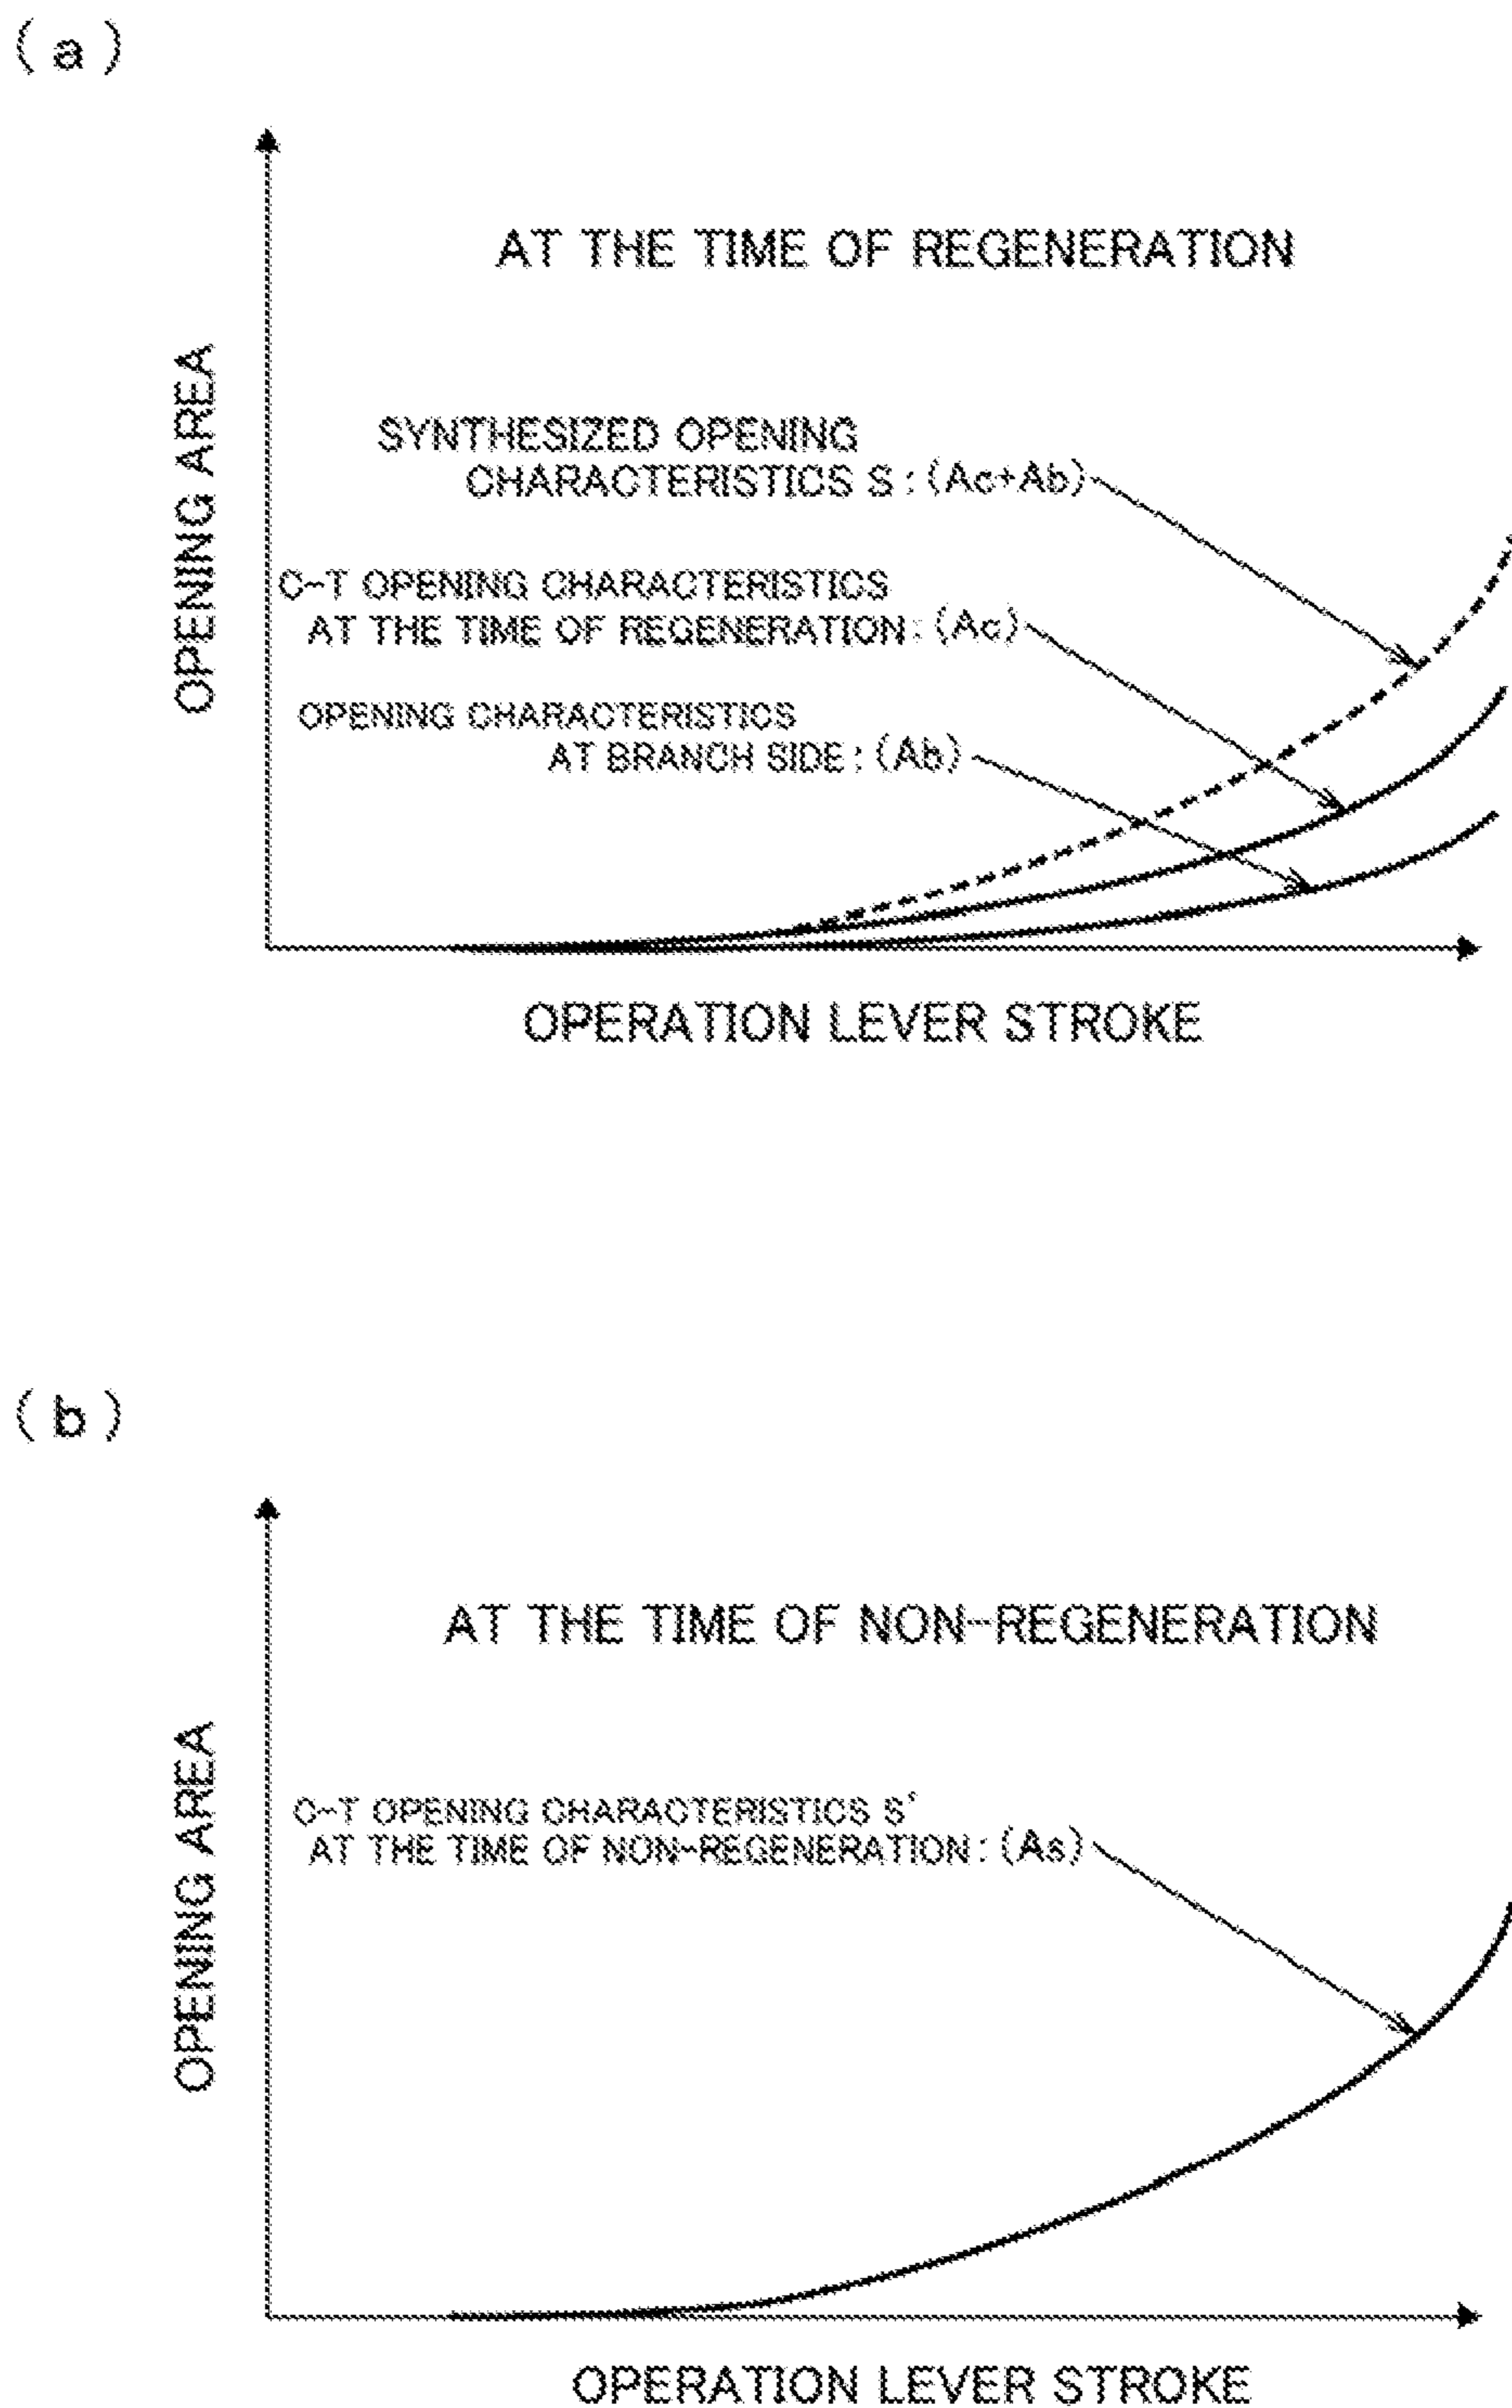 (a)
AT THE TIME OF REGENERATION
OPENING AREA
SYNTHESIZED OPENING
CHARACTERISTICS S:(Ac+Ab)
C-T OPENING CHARACTERISTICS
AT THE TIME OF REGENERATION:(Ac)
OPENING CHARACTERISTICS
AT BRANCH SIDE:(Ab)
OPERATION LEVER STROKE
(b)
AT THE TIME OF NON-REGENERATION
OPENING AREA
C-T OPENING CHARACTERISTICS S'
AT THE TIME OF NON-REGENERATION:(As)
OPERATION LEVER STROKE